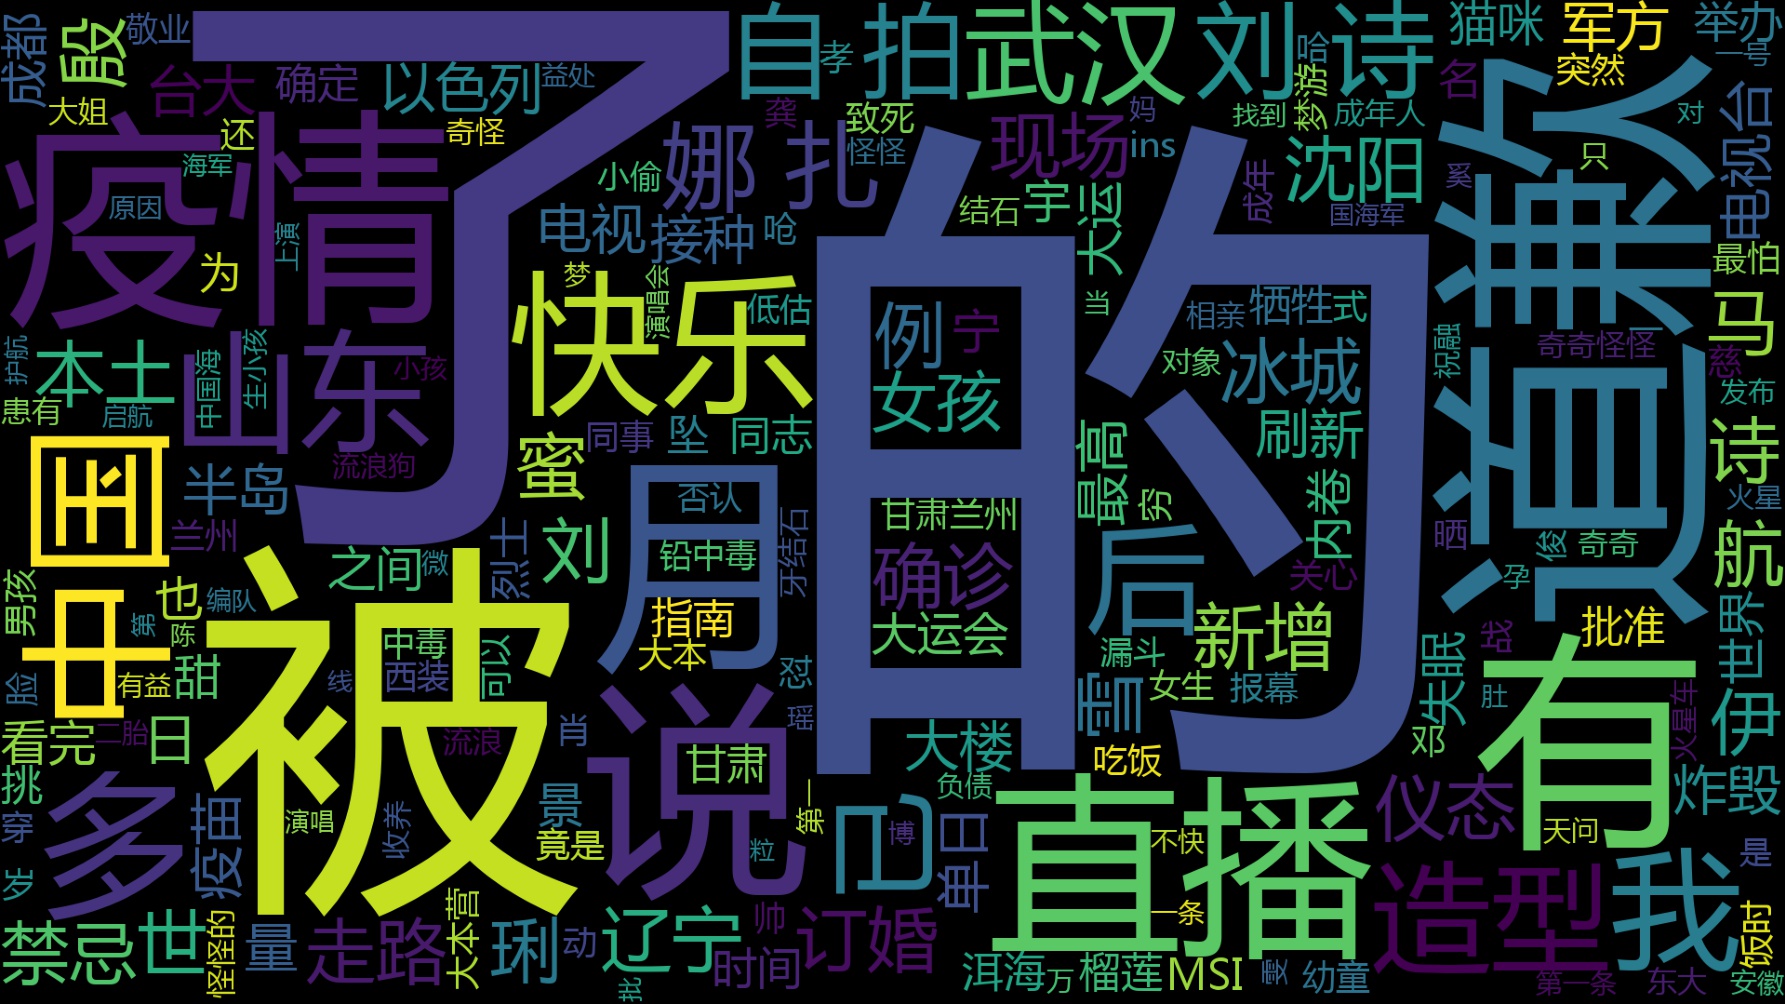 成都
敬业
殷
了
自拍
孝
武汉
刘诗
哈
猫咪
军方
举办
一号
台大
确定
以色列
益处
大姐
还
奇怪
海军
疫情
原因
上演
为
龚
致死
怪怪
小偷
娜扎
现场
妈
ins
梦游
找到
成年人
名
突然
对
电视台
道歉
只
沈阳
成年
奚
国海军
电视
接种
呛
结石
宇
大运
梦
演唱会
低估
当
相亲
牺牲
式
最怕
祝融
马
奇奇怪怪
慈
发布
护航
本土
中国海
生小孩
山东
小孩
快乐
的
例
宁
对象
冰城
女孩
刷新
患有
启航
流浪狗
蜜
同事
坠
同志
最高
穷
内卷
诗
火星
晒
中国
半岛
兰州
月
否认
甘肃兰州
确诊
后
关心
俊
奇奇
航
孕
男孩
也
编队
第
陈
之间
微
烈士
刘
铅中毒
牙结石
指南
大本
大运会
新增
漏斗
批准
世界
脸
有益
甜
被
中毒
线
西装
可以
怼
雪
女生
报幕
失眠
肚
有
伊
火星车
看完
二胎
日
流浪
肖
说
甘肃
瑶
大楼
吃饭
邓
挑
多
疫苗
景
第一
负债
直播
仪态
炸毁
穿
演唱
收养
竟是
粒
博
已
单日
不快
天问
是
岁
禁忌
世
怪怪的
量
走路
大本营
琍
动
辽宁
帅
时间
订婚
一条
造型
我
饭时
批
洱海
万
榴莲
MSI
要
幼童
第一条
东大
安徽